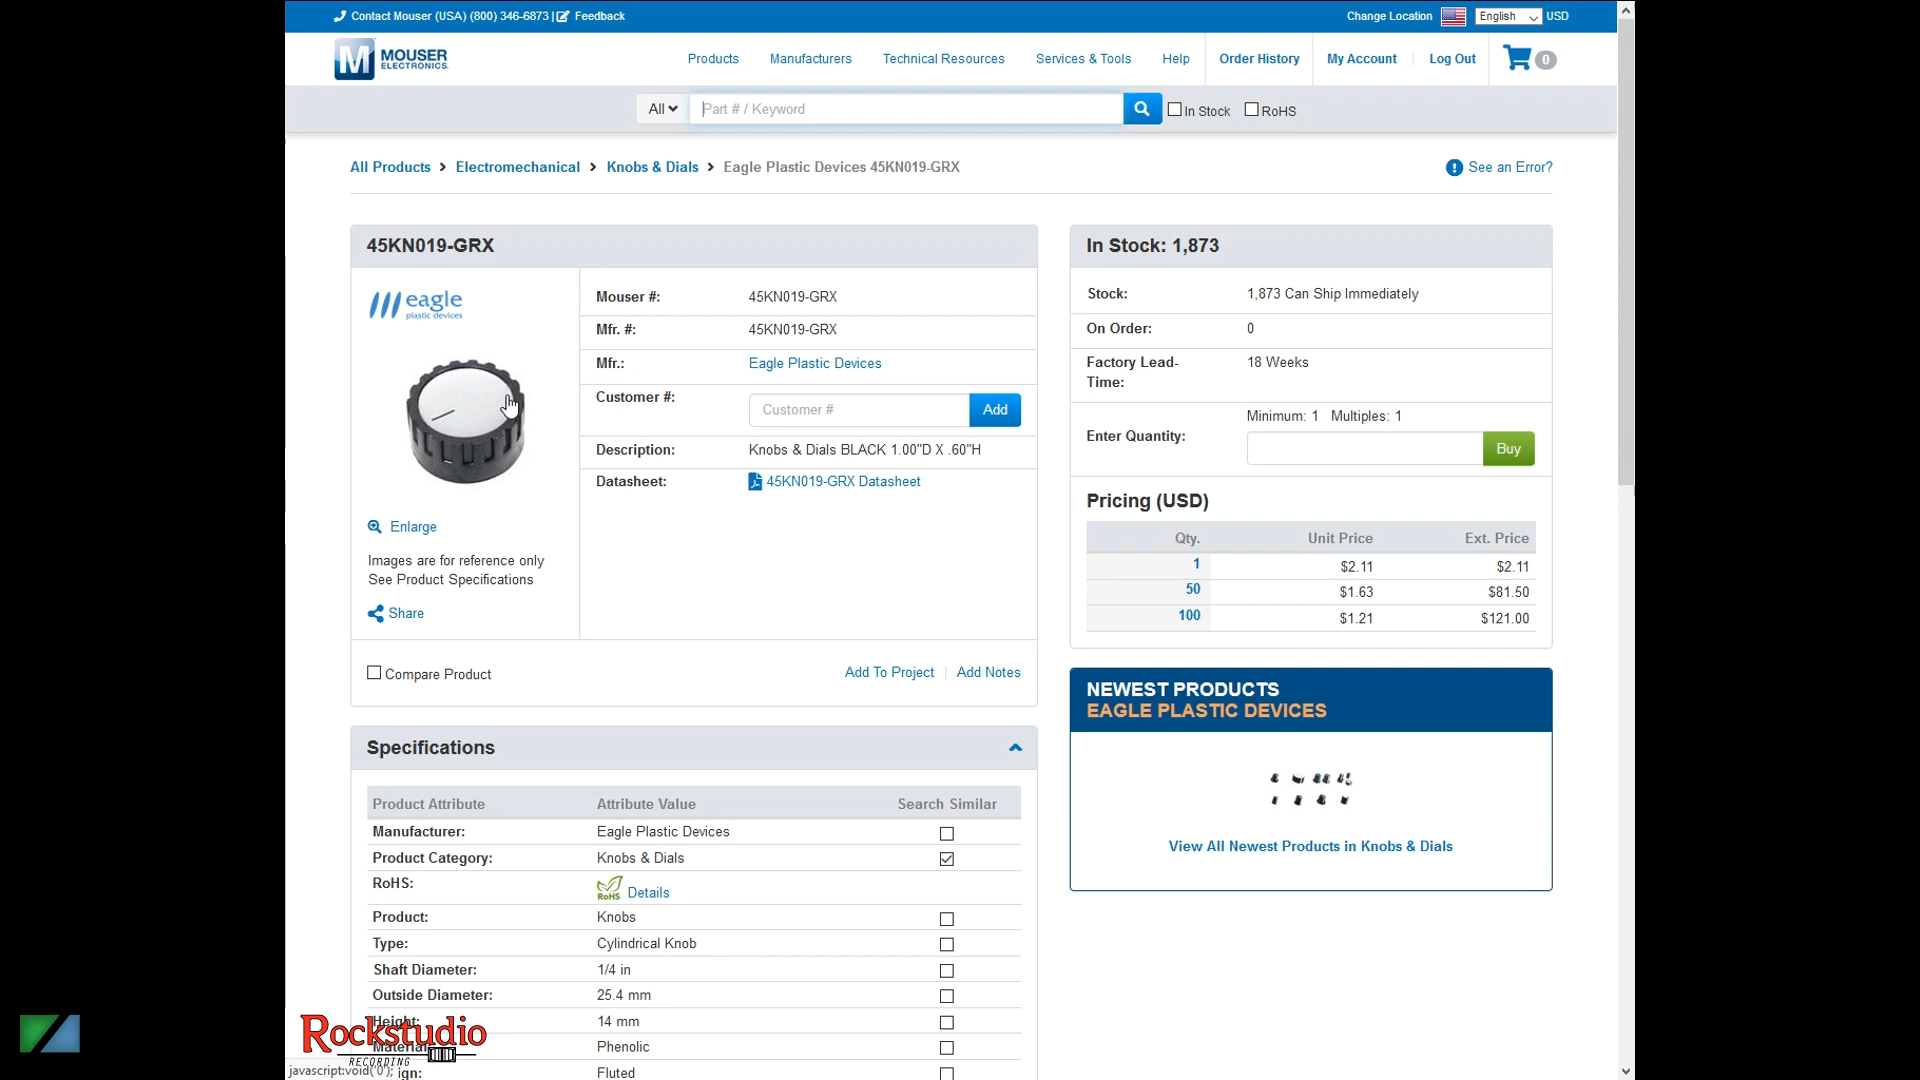 Contact Mouser (USA) (800) 346-6873 | Feedback
Change Location English USD
M MOUSER ELECTRONICS
Products Manufacturers Technical Resources Services & Tools Help Order History My Account | Log Out 0
All Part # / Keyword In Stock RoHS
All Products > Electromechanical > Knobs & Dials > Eagle Plastic Devices 45KN019-GRX
See an Error?
45KN019-GRX
eagle
plastic devices
Enlarge
Images are for reference only
See Product Specifications
Share
Mouser #: 45KN019-GRX
Mfr. #: 45KN019-GRX
Mfr.: Eagle Plastic Devices
Customer #: Customer # Add
Description: Knobs & Dials BLACK 1.00"D X .60"H
Datasheet: 45KN019-GRX Datasheet
Compare Product
Add To Project | Add Notes
In Stock: 1,873
Stock: 1,873 Can Ship Immediately
On Order: 0
Factory Lead-
Time: 18 Weeks
Minimum: 1 Multiples: 1
Enter Quantity: Buy
Pricing (USD)
Qty. Unit Price Ext. Price
1 $2.11 $2.11
50 $1.63 $81.50
100 $1.21 $121.00
NEWEST PRODUCTS
EAGLE PLASTIC DEVICES
View All Newest Products in Knobs & Dials
Specifications
Product Attribute Attribute Value Search Similar
Manufacturer: Eagle Plastic Devices
Product Category: Knobs & Dials
RoHS: RoHS Details
Product: Knobs
Type: Cylindrical Knob
Shaft Diameter: 1/4 in
Outside Diameter: 25.4 mm
Height: 14 mm
Material: Phenolic
Fluted
Rockstudio
RECORDING
javascript:void('0');